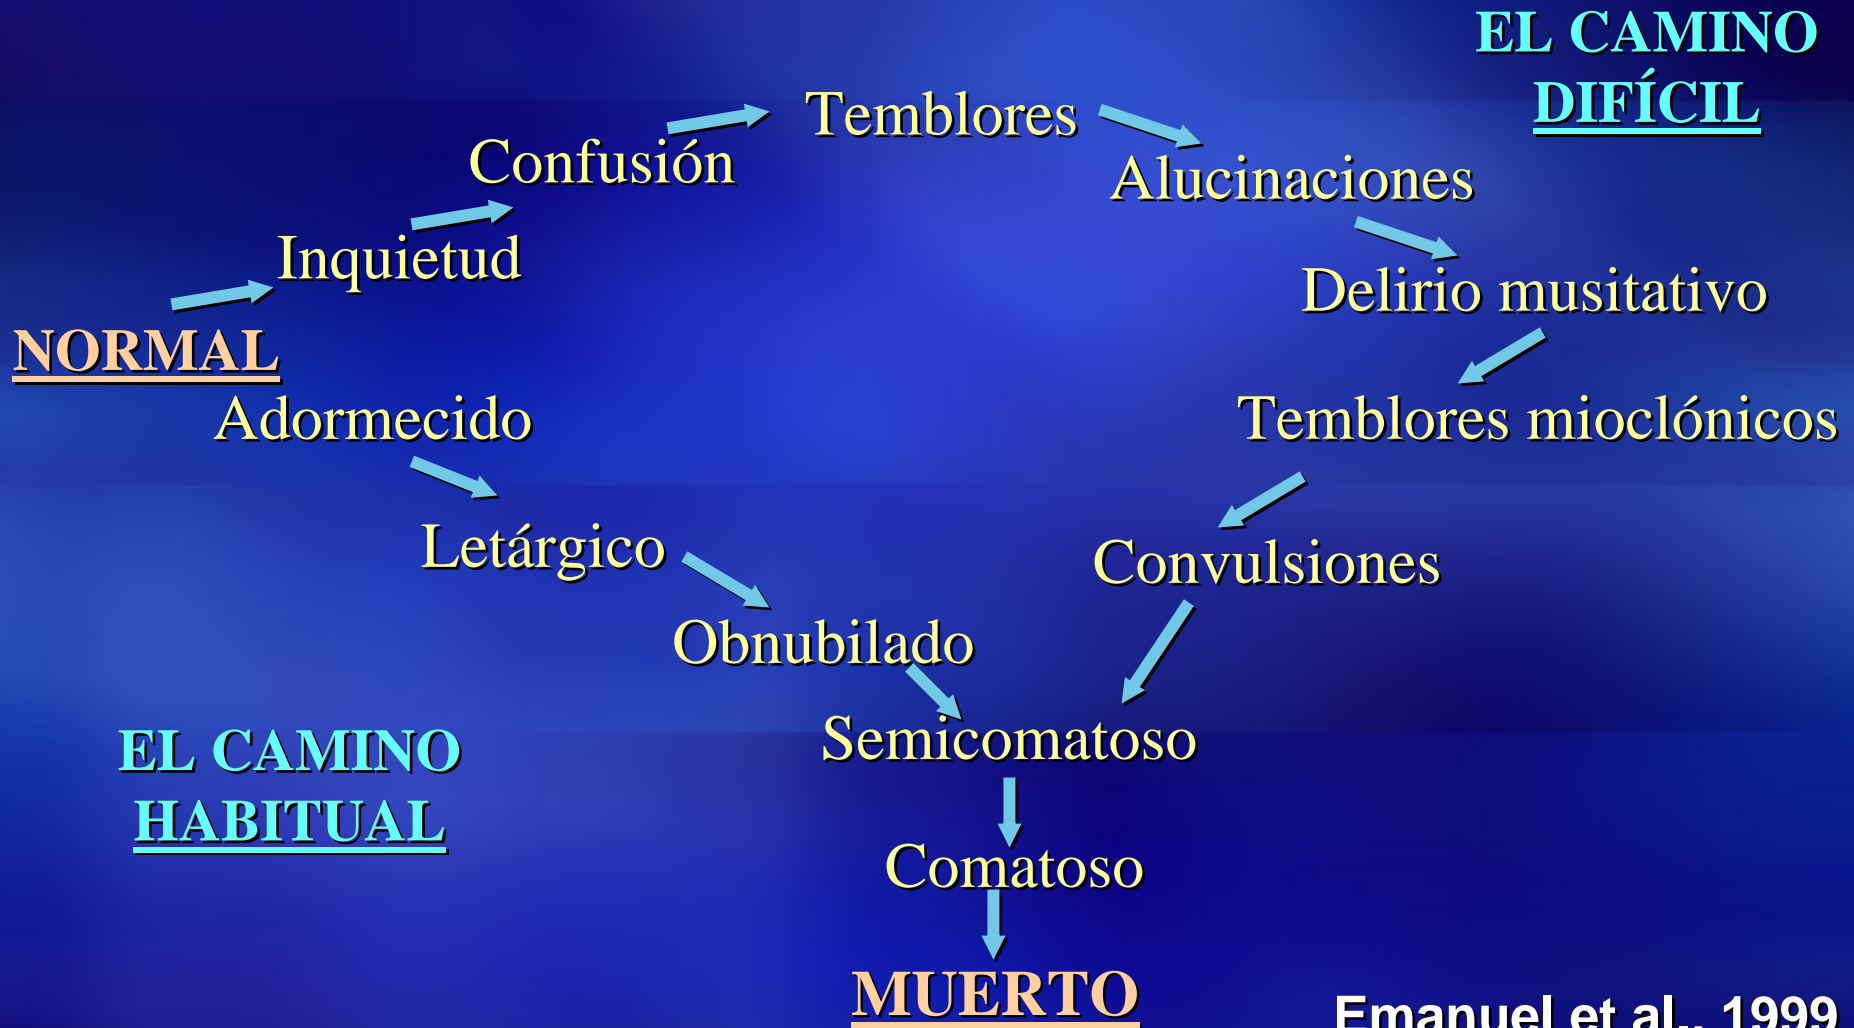 EL CAMINO
DIFÍCIL
Temblores
Confusión
Alucinaciones
Inquietud
Delirio musitativo
NORMAL
Adormecido
Temblores mioclónicos
Letárgico
Convulsiones
Obnubilado
Semicomatoso
EL CAMINO
HABITUAL
Comatoso
MUERTO
Emanuel et al., 1999